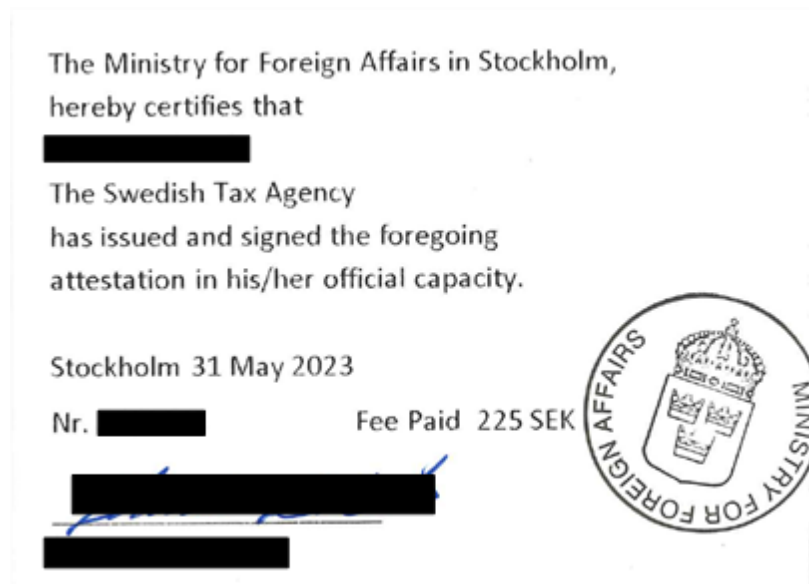 The Ministry for Foreign Affairs in Stockholm,
hereby certifies that
The Swedish Tax Agency
has issued and signed the foregoing
attestation in his/her official capacity.
Stockholm 31 May 2023
Nr.
Fee Paid 225 SEK
MINISTRY FOR FOREIGN AFFAIRS